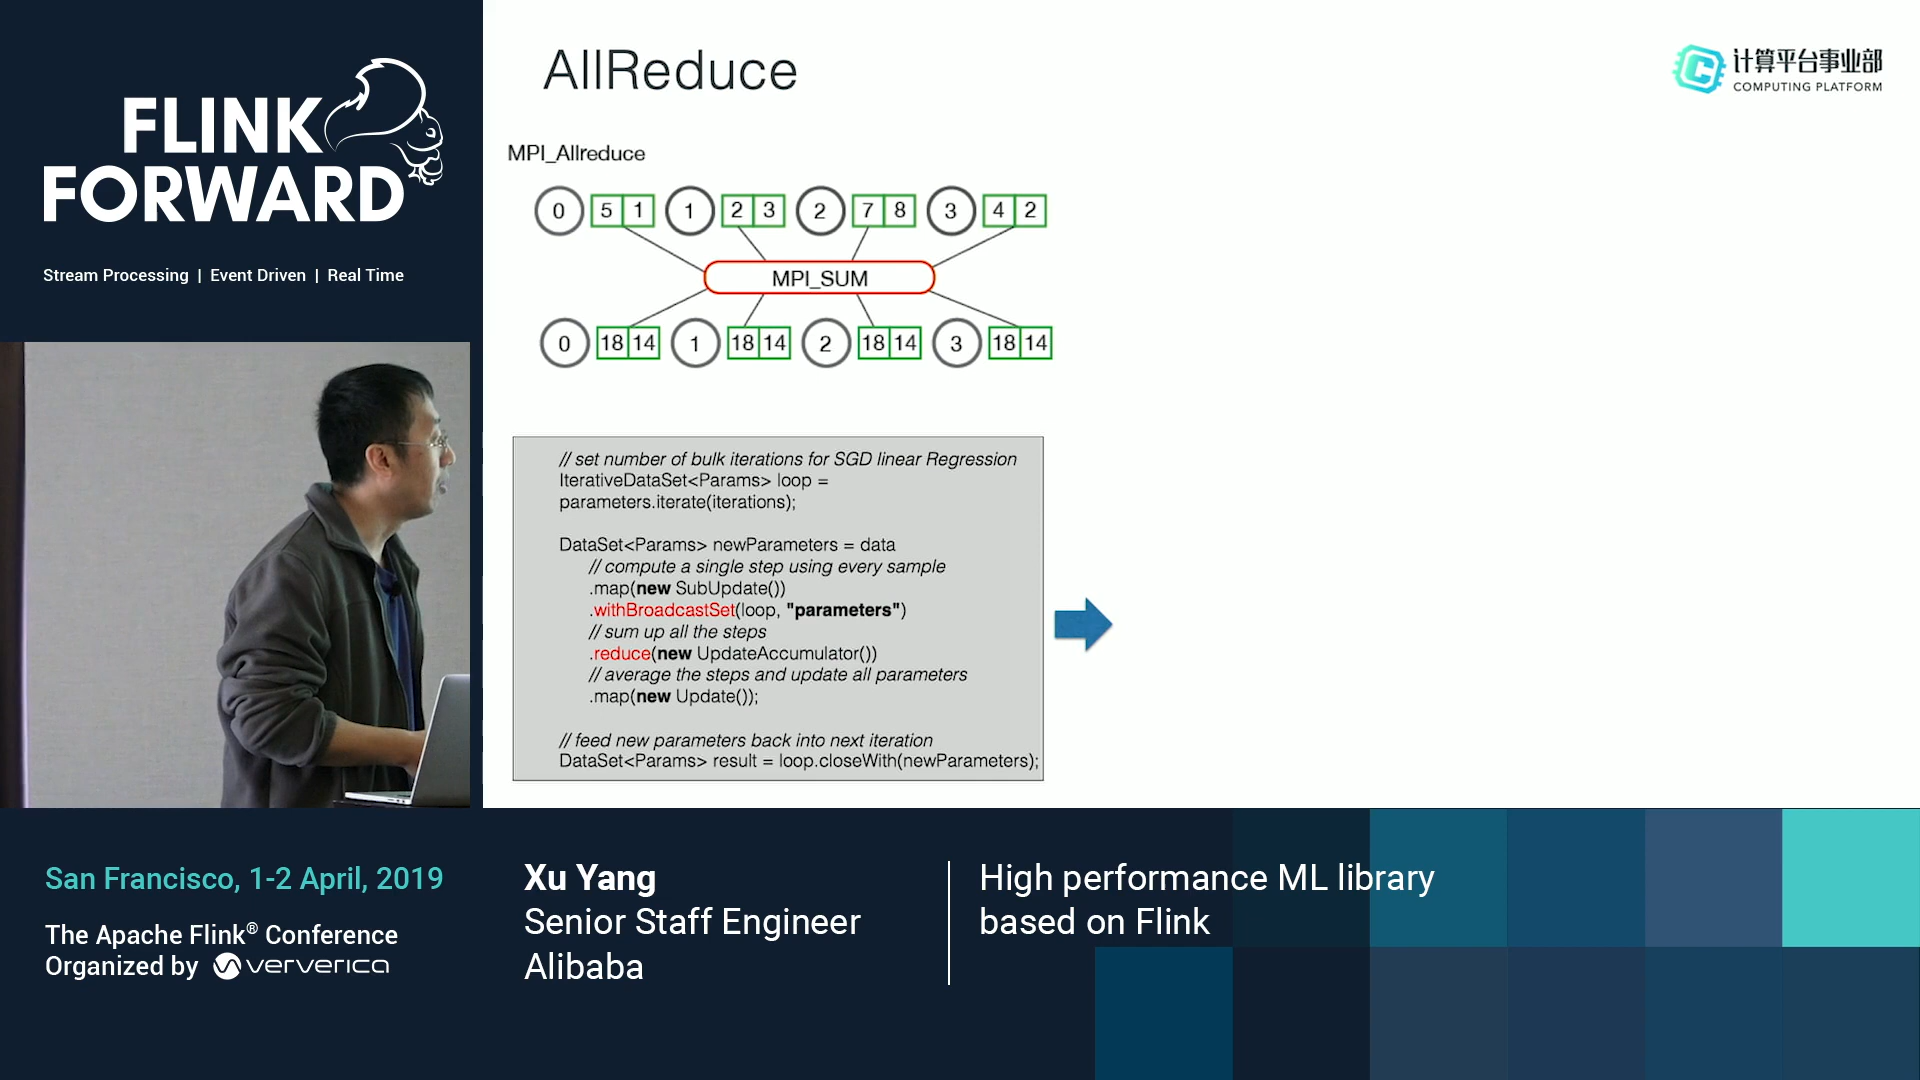 FLINK
FORWARD
Stream Processing | Event Driven | Real Time
AllReduce
计算平台事业部
COMPUTING PLATFORM
MPI_Allreduce
0 5 1 1 2 3 2 7 8 3 4 2
MPI_SUM
0 18 14 1 18 14 2 18 14 3 18 14
// set number of bulk iterations for SGD linear Regression
IterativeDataSet<Params> loop =
parameters.iterate(iterations);
DataSet<Params> newParameters = data
// compute a single step using every sample
.map(new SubUpdate())
.withBroadcastSet(loop, "parameters")
// sum up all the steps
.reduce(new UpdateAccumulator())
// average the steps and update all parameters
.map(new Update());
// feed new parameters back into next iteration
DataSet<Params> result = loop.closeWith(newParameters);
San Francisco, 1-2 April, 2019
The Apache Flink® Conference
Organized by ververica
Xu Yang
Senior Staff Engineer
Alibaba
High performance ML library
based on Flink